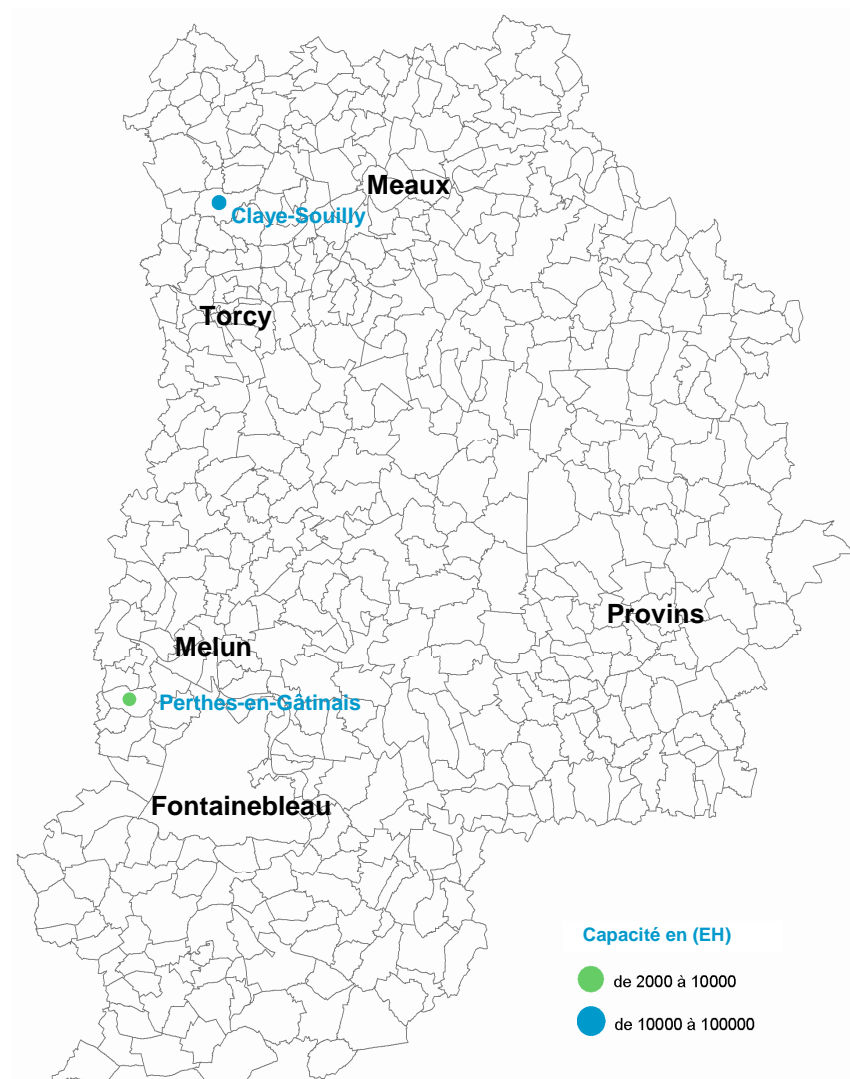 Meaux
Claye-Souilly
Torcy
Provins
Melun
Perthes-en-Gâtinais
Fontainebleau
Capacité en (EH)
de 2000 à 10000
de 10000 à 100000